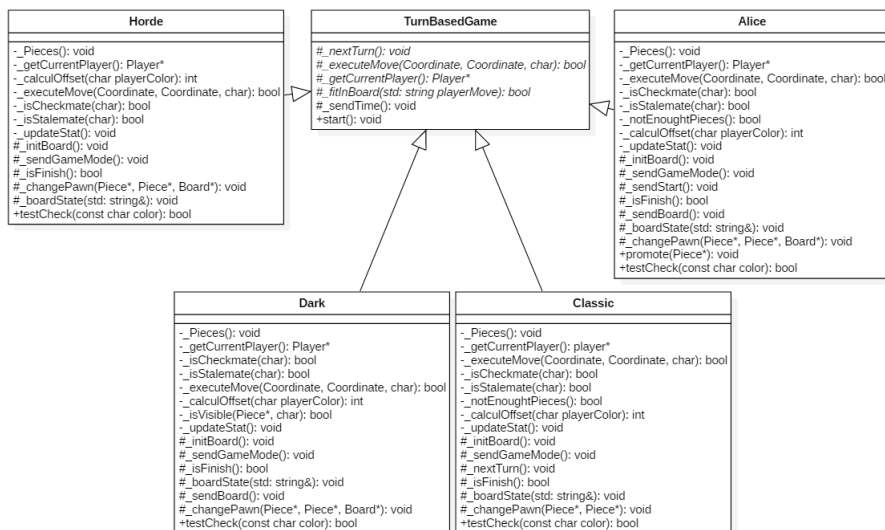 Horde
-_Pieces(): void
-_getCurrentPlayer(): Player*
-_calculOffset(char playerColor): int
-_executeMove(Coordinate, Coordinate, char): bool
-_isCheckmate(char): bool
-_isStalemate(char): bool
-_updateStat(): void
#_initBoard(): void
#_sendGameMode(): void
#_isFinish(): bool
#_changePawn(Piece*, Piece*, Board*): void
#_boardState(std: string&): void
+testCheck(const char color): bool
TurnBasedGame
#_nextTurn(): void
#_executeMove(Coordinate, Coordinate, char): bool
#_getCurrentPlayer(): Player*
#_fitInBoard(std: string playerMove): bool
#_sendTime(): void
+start(): void
Alice
-_Pieces(): void
-_getCurrentPlayer(): Player*
-_executeMove(Coordinate, Coordinate, char): bool
-_isCheckmate(char): bool
-_isStalemate(char): bool
-_notEnoughtPieces(): bool
-_calculOffset(char playerColor): int
-_updateStat(): void
#_initBoard(): void
#_sendGameMode(): void
#_sendStart(): void
#_isFinish(): bool
#_sendBoard(): void
#_boardState(std: string&): void
#_changePawn(Piece*, Piece*, Board*): void
+promote(Piece*): void
+testCheck(const char color): bool
Dark
-_Pieces(): void
-_getCurrentPlayer(): Player*
-_isCheckmate(char): bool
-_isStalemate(char): bool
-_executeMove(Coordinate, Coordinate, char): bool
-_calculOffset(char playerColor): int
-_isVisible(Piece*, char): bool
-_updateStat(): void
#_initBoard(): void
#_sendGameMode(): void
#_isFinish(): bool
#_boardState(std: string&): void
#_sendBoard(): void
#_changePawn(Piece*, Piece*, Board*): void
+testCheck(const char color): bool
Classic
-_Pieces(): void
-_getCurrentPlayer(): player*
-_executeMove(Coordinate, Coordinate, char): bool
-_isCheckmate(char): bool
-_isStalemate(char): bool
-_notEnoughtPieces(): bool
-_calculOffset(char playerColor): int
-_updateStat(): void
#_initBoard(): void
#_sendGameMode(): void
#_nextTurn(): void
#_isFinish(): bool
#_boardState(std: string&): void
#_changePawn(Piece*, Piece*): void
+testCheck(const char color): bool